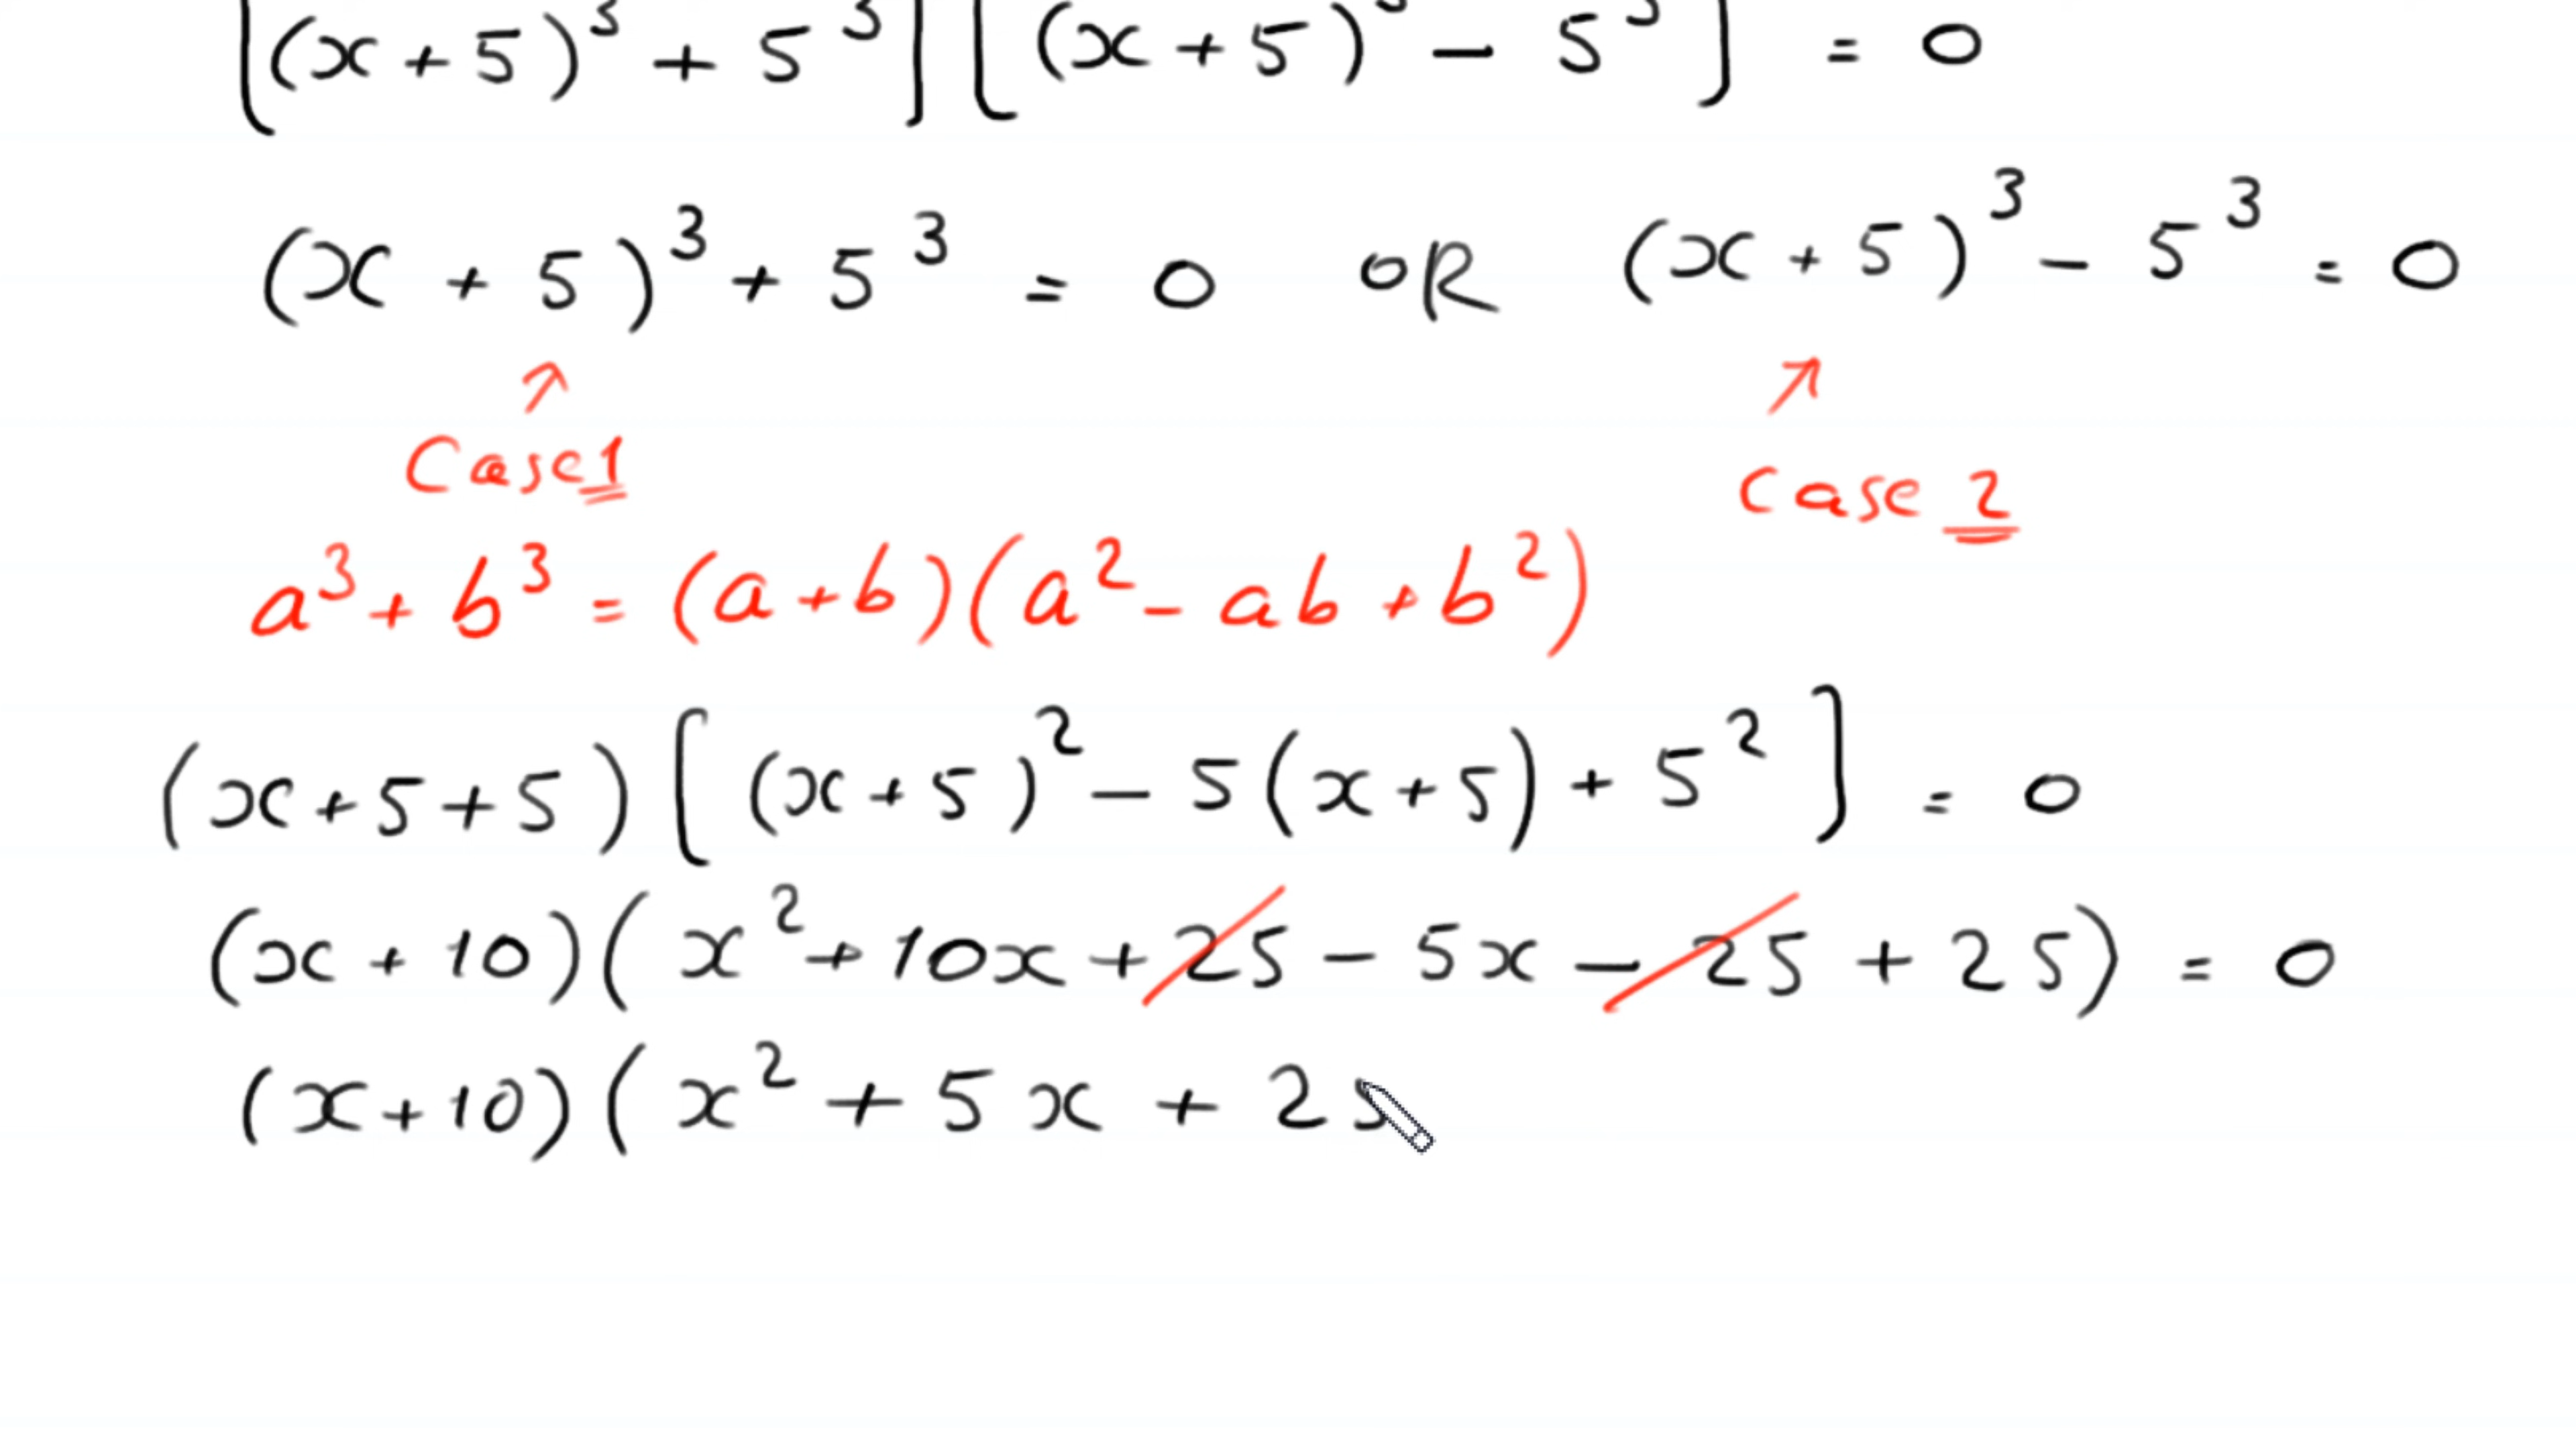 [(x + 5)³ + 5³] [(x + 5)³ − 5³] = 0
(x + 5)³ + 5³ = 0 OR (x + 5)³ − 5³ = 0
Case 1 Case 2
a³ + b³ = (a + b)(a² − ab + b²)
(x + 5 + 5)[(x + 5)² − 5(x + 5) + 5²] = 0
(x + 10)(x² + 10x + 25 − 5x − 25 + 25) = 0
(x + 10)(x² + 5x + 25